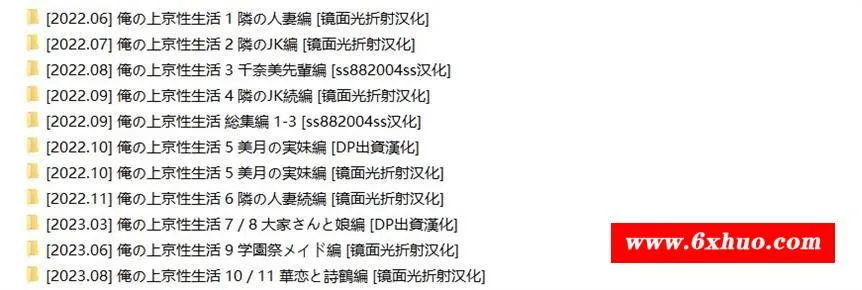 [2022.06] 俺の上京性生活 1 隣の人妻編 [镜面光折射汉化]
[2022.07] 俺の上京性生活 2 隣のJK編 [镜面光折射汉化]
[2022.08] 俺の上京性生活 3 千奈美先輩編 [ss882004ss汉化]
[2022.09] 俺の上京性生活 4 隣のJK続編 [镜面光折射汉化]
[2022.09] 俺の上京性生活 総集編 1-3 [ss882004ss汉化]
[2022.10] 俺の上京性生活 5 美月の実妹編 [DP出資漢化]
[2022.10] 俺の上京性生活 5 美月の実妹編 [镜面光折射汉化]
[2022.11] 俺の上京性生活 6 隣の人妻続編 [镜面光折射汉化]
[2023.03] 俺の上京性生活 7 / 8 大家さんと娘編 [DP出資漢化]
[2023.06] 俺の上京性生活 9 学園祭メイド編 [镜面光折射汉化]
[2023.08] 俺の上京性生活 10 / 11 華恋と詩鶴編 [镜面光折射汉化]
www.6xhuo.com